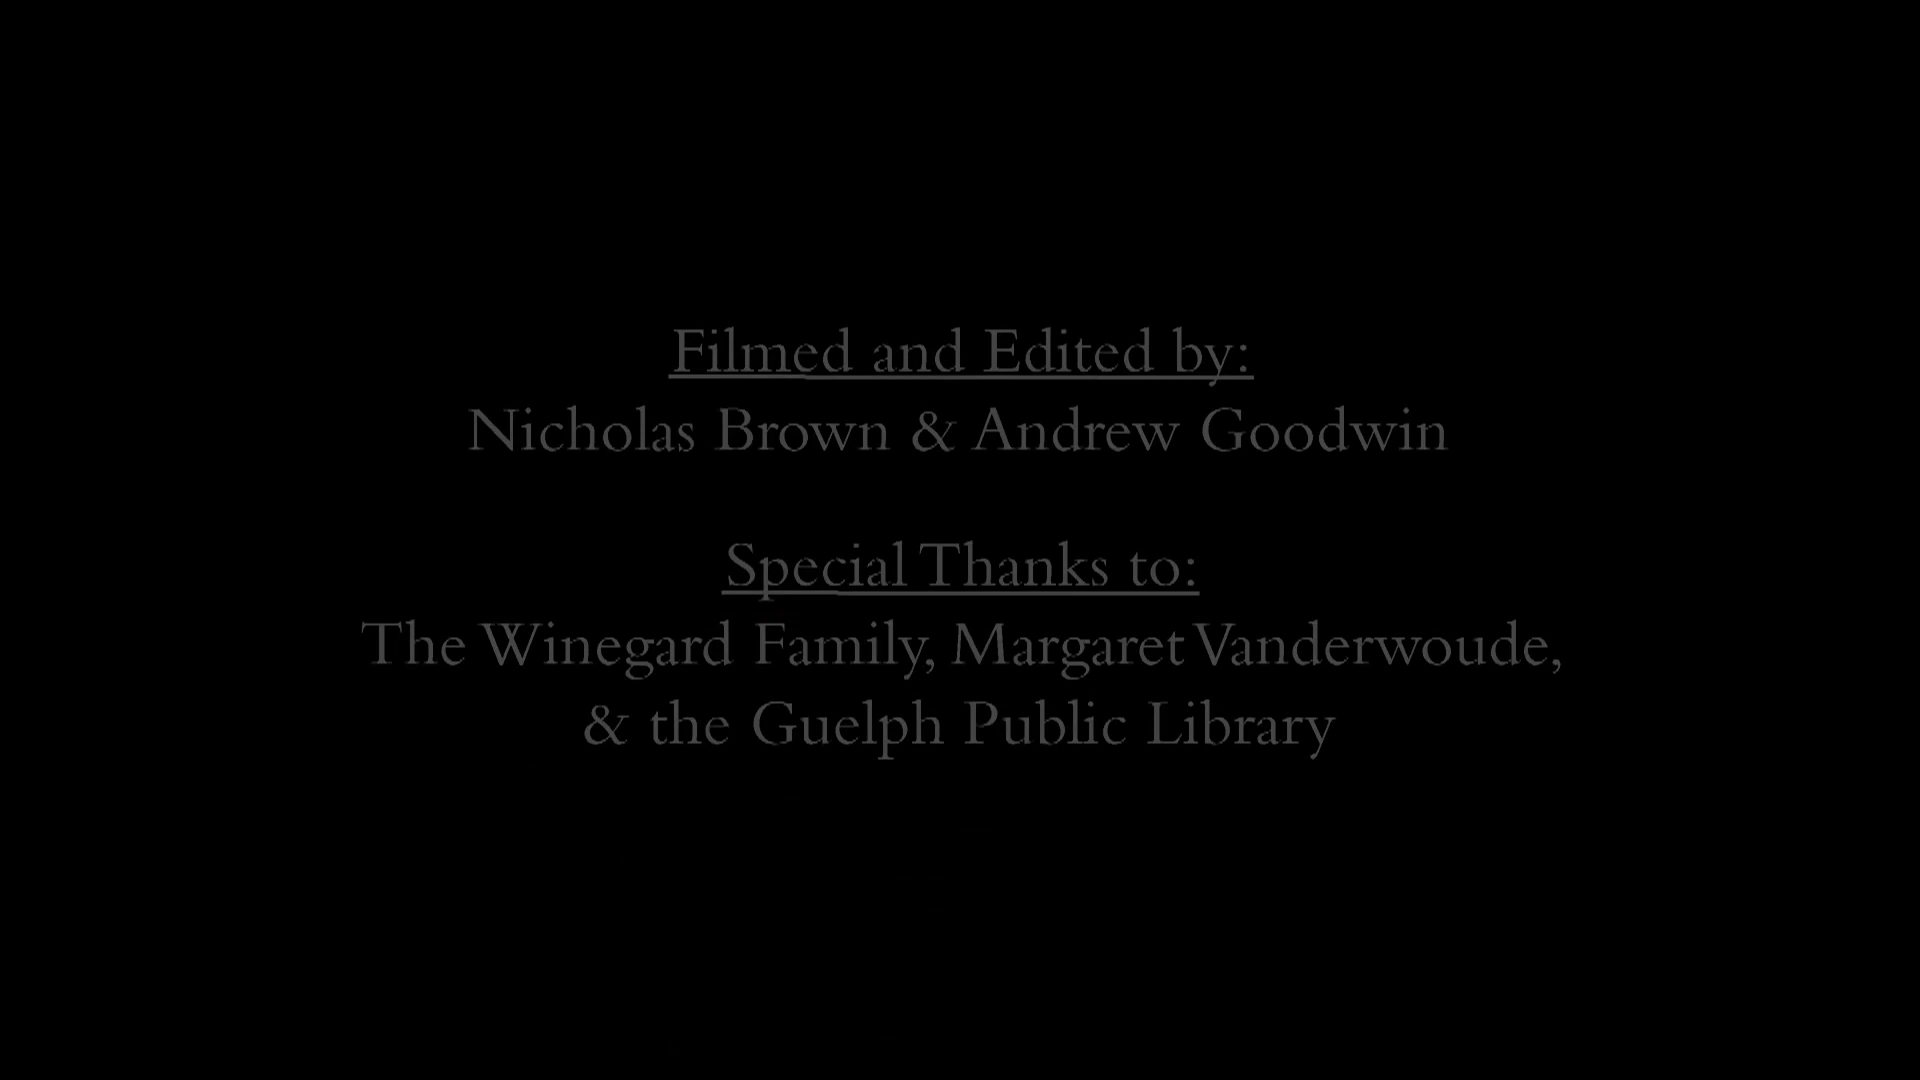 Filmed and Edited by:
Nicholas Brown & Andrew Goodwin
Special Thanks to:
The Winegard Family, Margaret Vanderwoude,
& the Guelph Public Library